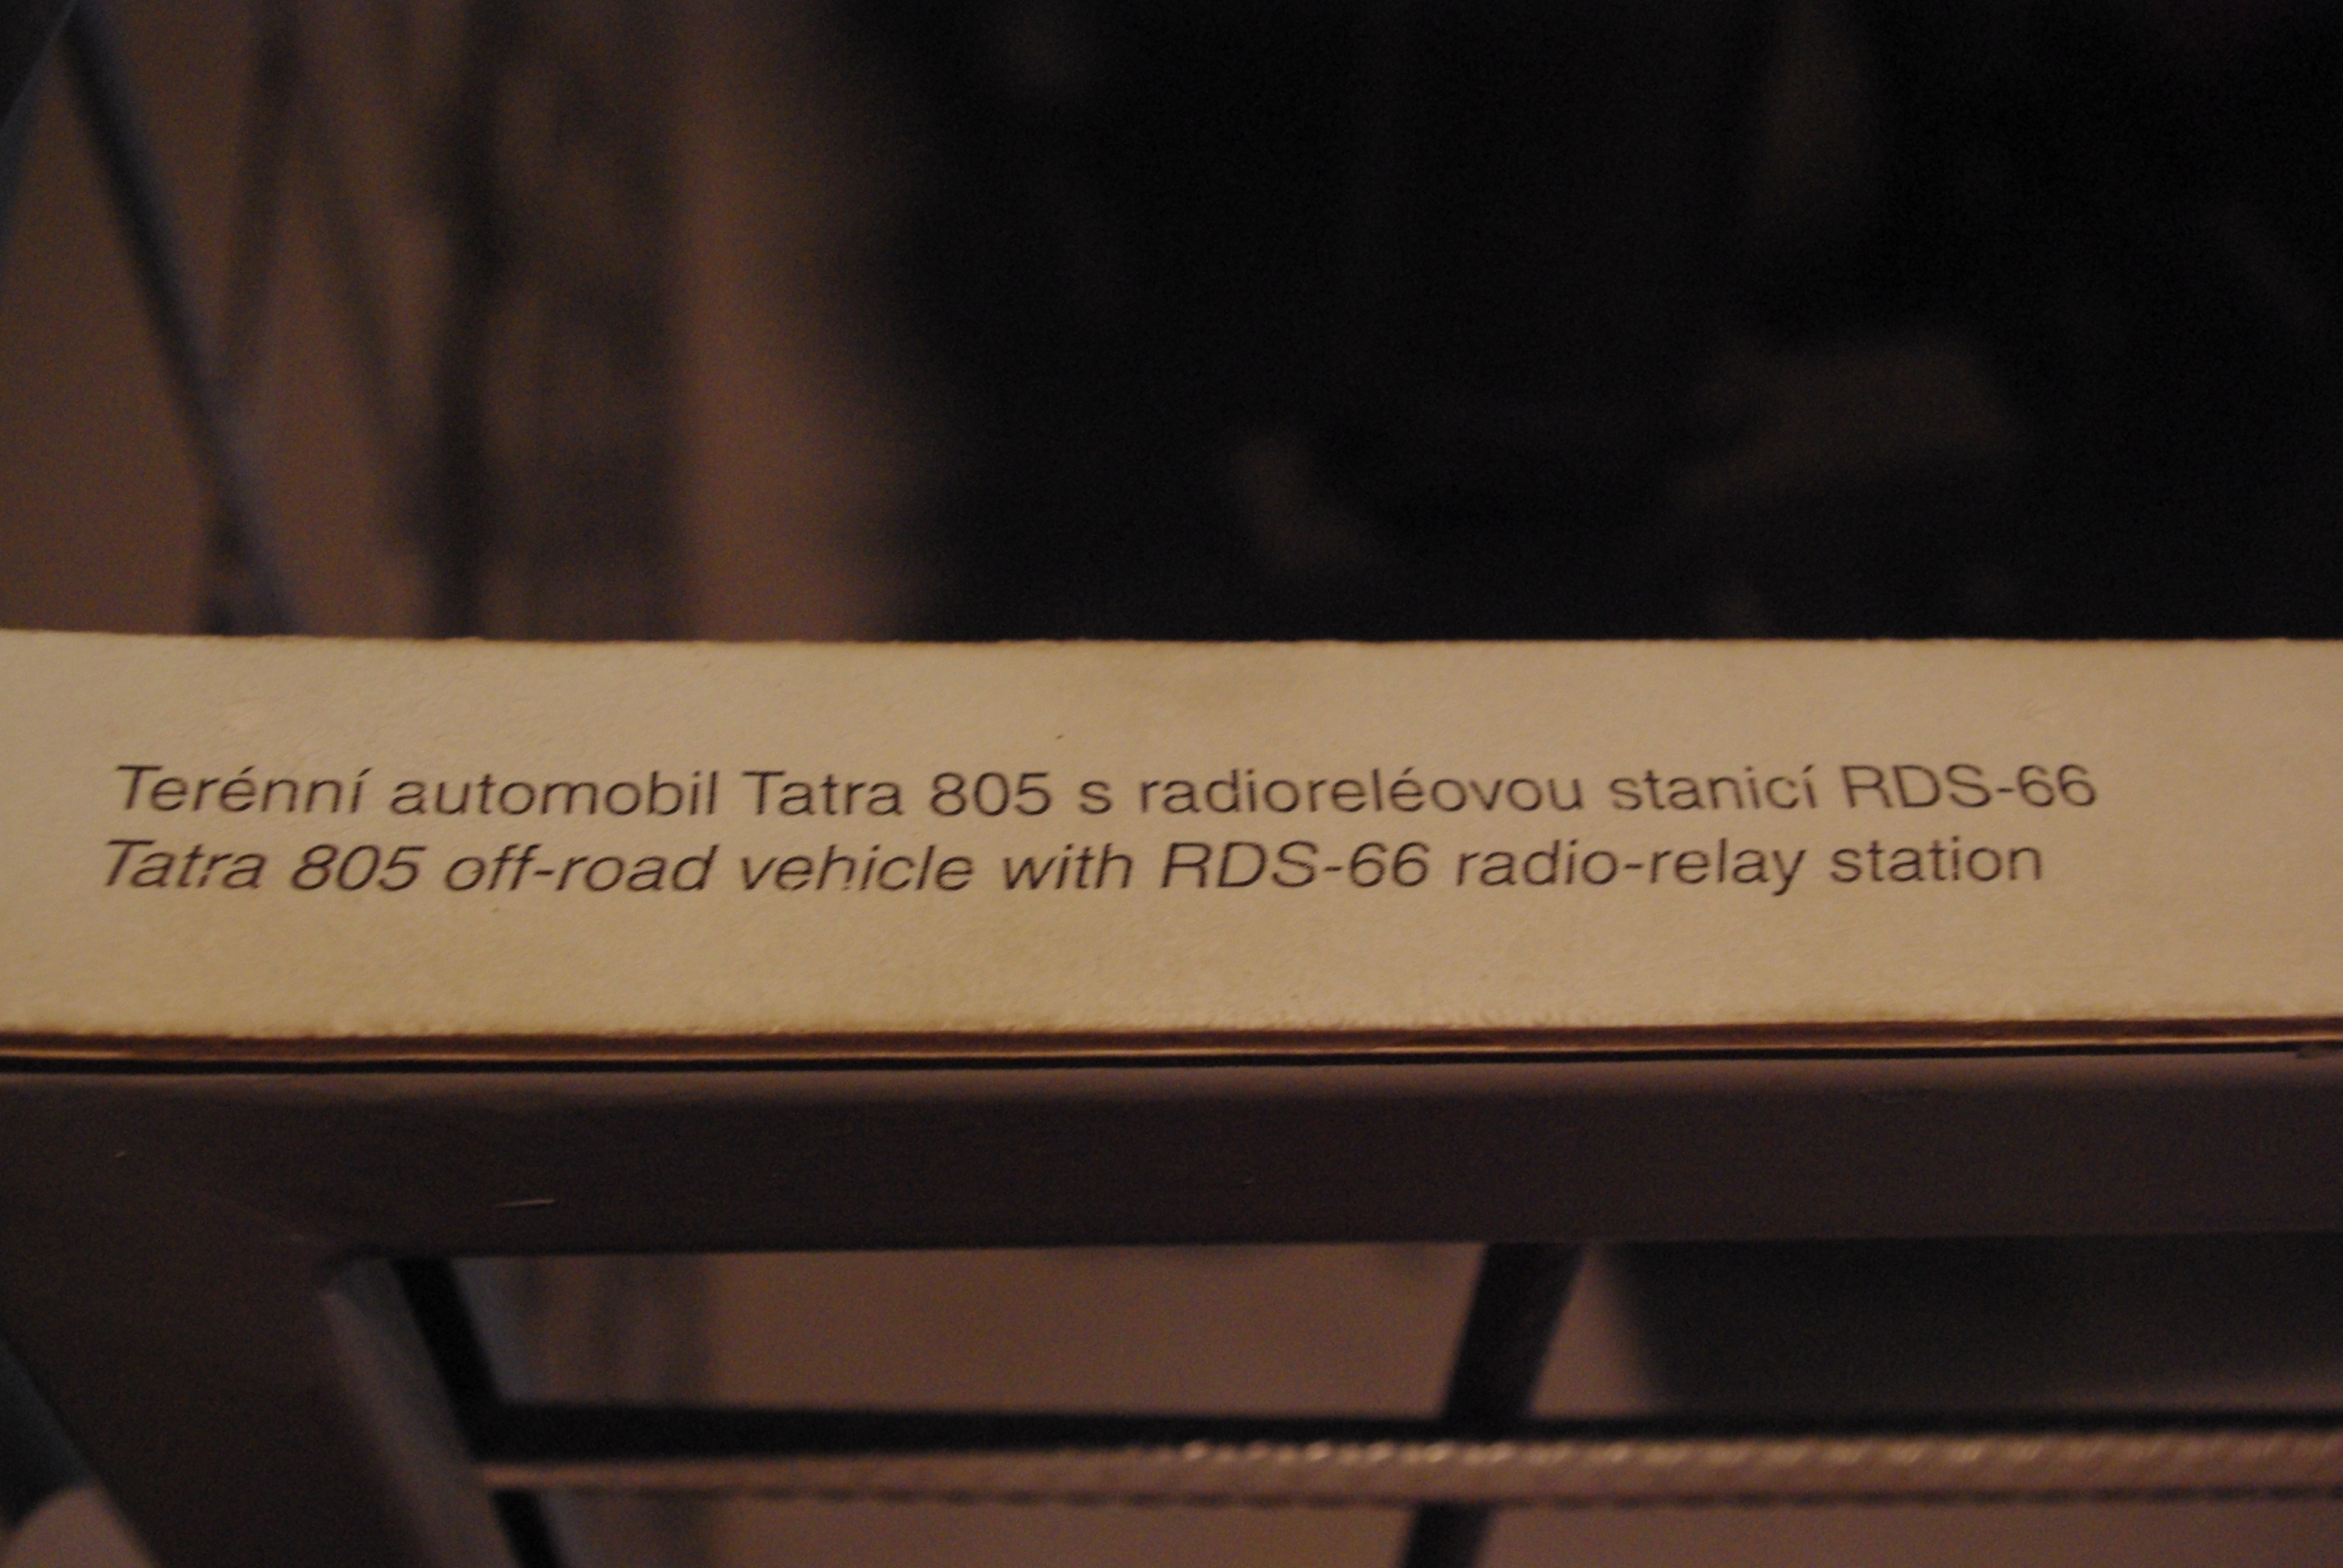 Terénní automobil Tatra 805 s radioreléovou stanicí RDS-66
Tatra 805 off-road vehicle with RDS-66 radio-relay station